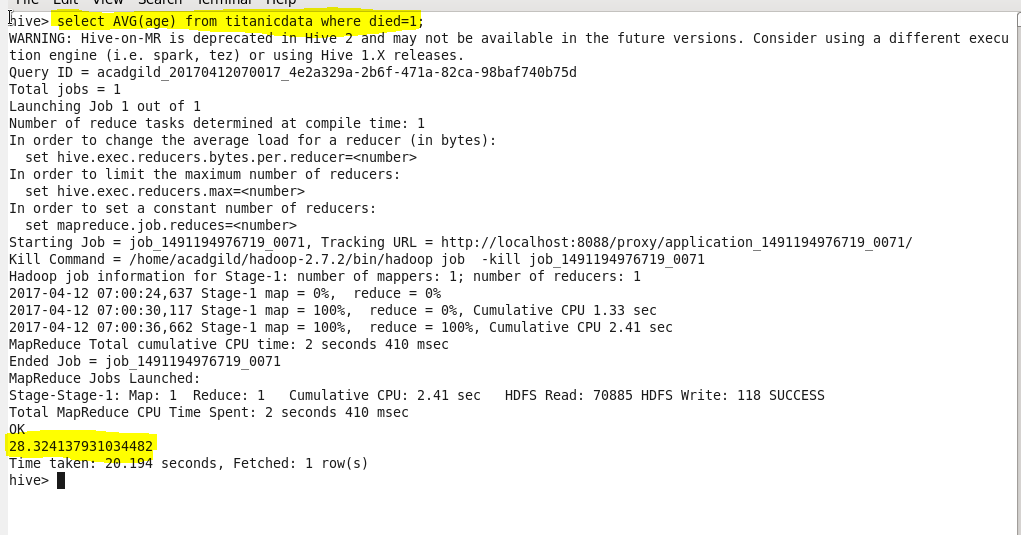 File Edit View Search Terminal Help
hive> select AVG(age) from titanicdata where died=1;
WARNING: Hive-on-MR is deprecated in Hive 2 and may not be available in the future versions. Consider using a different execu
tion engine (i.e. spark, tez) or using Hive 1.X releases.
Query ID = acadgild_20170412070017_4e2a329a-2b6f-471a-82ca-98baf740b75d
Total jobs = 1
Launching Job 1 out of 1
Number of reduce tasks determined at compile time: 1
In order to change the average load for a reducer (in bytes):
  set hive.exec.reducers.bytes.per.reducer=<number>
In order to limit the maximum number of reducers:
  set hive.exec.reducers.max=<number>
In order to set a constant number of reducers:
  set mapreduce.job.reduces=<number>
Starting Job = job_1491194976719_0071, Tracking URL = http://localhost:8088/proxy/application_1491194976719_0071/
Kill Command = /home/acadgild/hadoop-2.7.2/bin/hadoop job  -kill job_1491194976719_0071
Hadoop job information for Stage-1: number of mappers: 1; number of reducers: 1
2017-04-12 07:00:24,637 Stage-1 map = 0%,  reduce = 0%
2017-04-12 07:00:30,117 Stage-1 map = 100%,  reduce = 0%, Cumulative CPU 1.33 sec
2017-04-12 07:00:36,662 Stage-1 map = 100%,  reduce = 100%, Cumulative CPU 2.41 sec
MapReduce Total cumulative CPU time: 2 seconds 410 msec
Ended Job = job_1491194976719_0071
MapReduce Jobs Launched:
Stage-Stage-1: Map: 1  Reduce: 1   Cumulative CPU: 2.41 sec   HDFS Read: 70885 HDFS Write: 118 SUCCESS
Total MapReduce CPU Time Spent: 2 seconds 410 msec
OK
28.324137931034482
Time taken: 20.194 seconds, Fetched: 1 row(s)
hive>